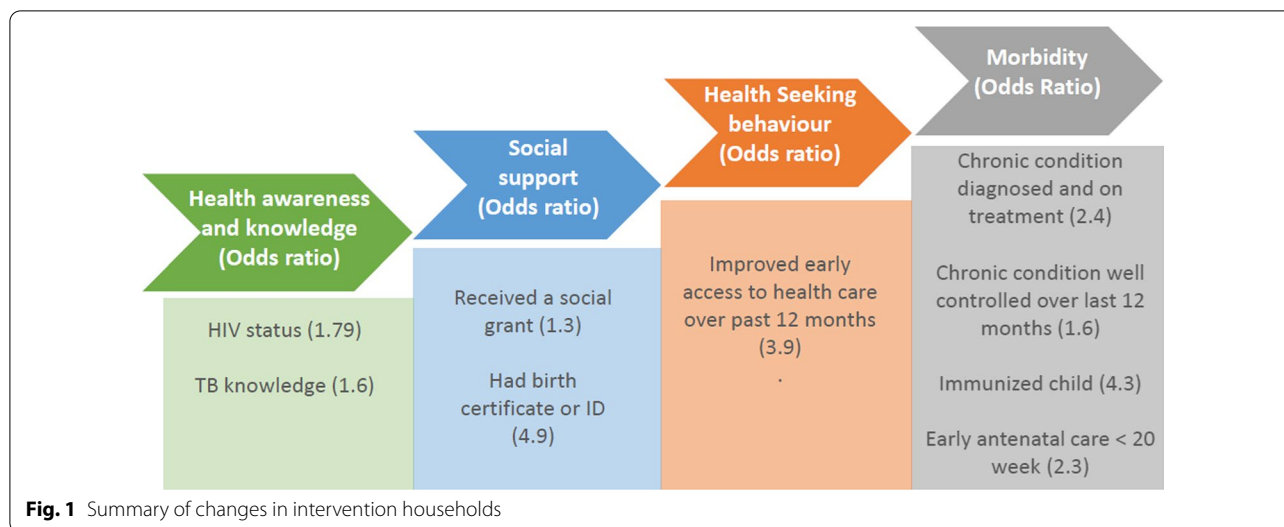 Health awareness
and knowledge
(Odds ratio)
HIV status (1.79)
TB knowledge (1.6)
Social
support
(Odds ratio)
Received a social
grant (1.3)
Had birth
certificate or ID
(4.9)
Health Seeking
behaviour
(Odds ratio)
Improved early
access to health care
over past 12 months
(3.9)
.
Morbidity
(Odds Ratio)
Chronic condition
diagnosed and on
treatment (2.4)
Chronic condition well
controlled over last 12
months (1.6)
Immunized child (4.3)
Early antenatal care < 20
week (2.3)
Fig. 1 Summary of changes in intervention households